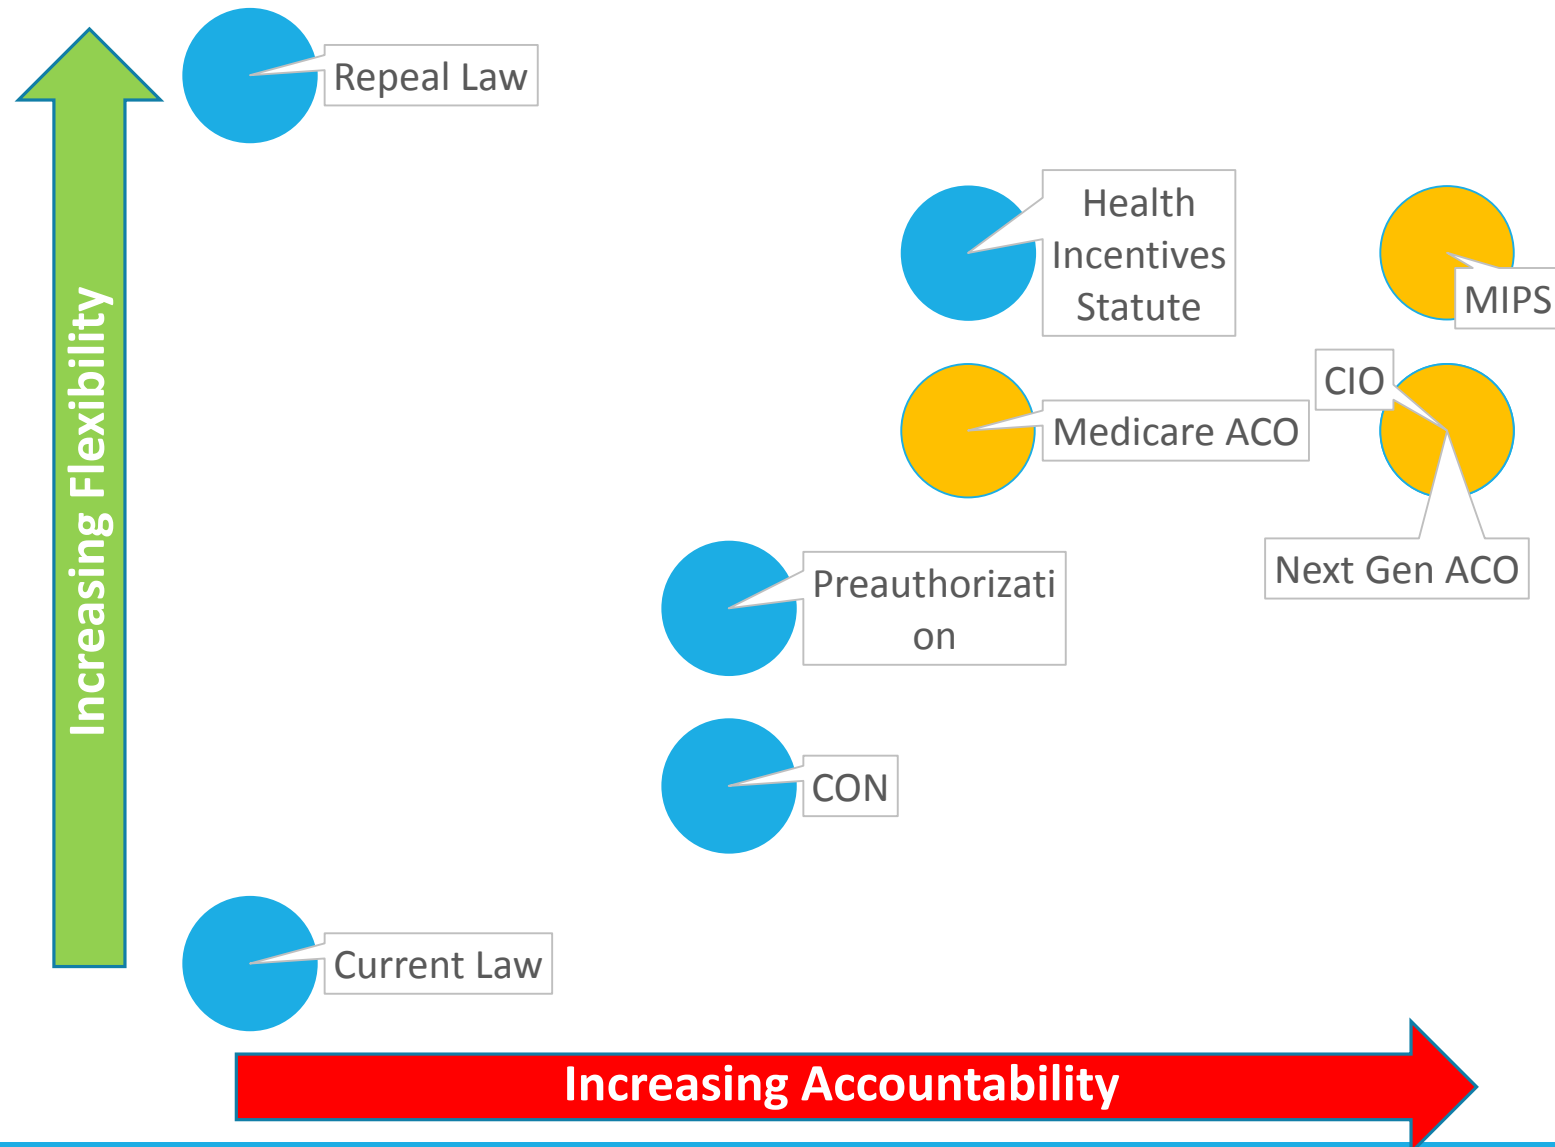 Repeal Law
Health
Incentives
Statute
MIPS
CIO
Medicare ACO
Next Gen ACO
Preauthorizati
on
CON
Current Law
Increasing Flexibility
Increasing Accountability